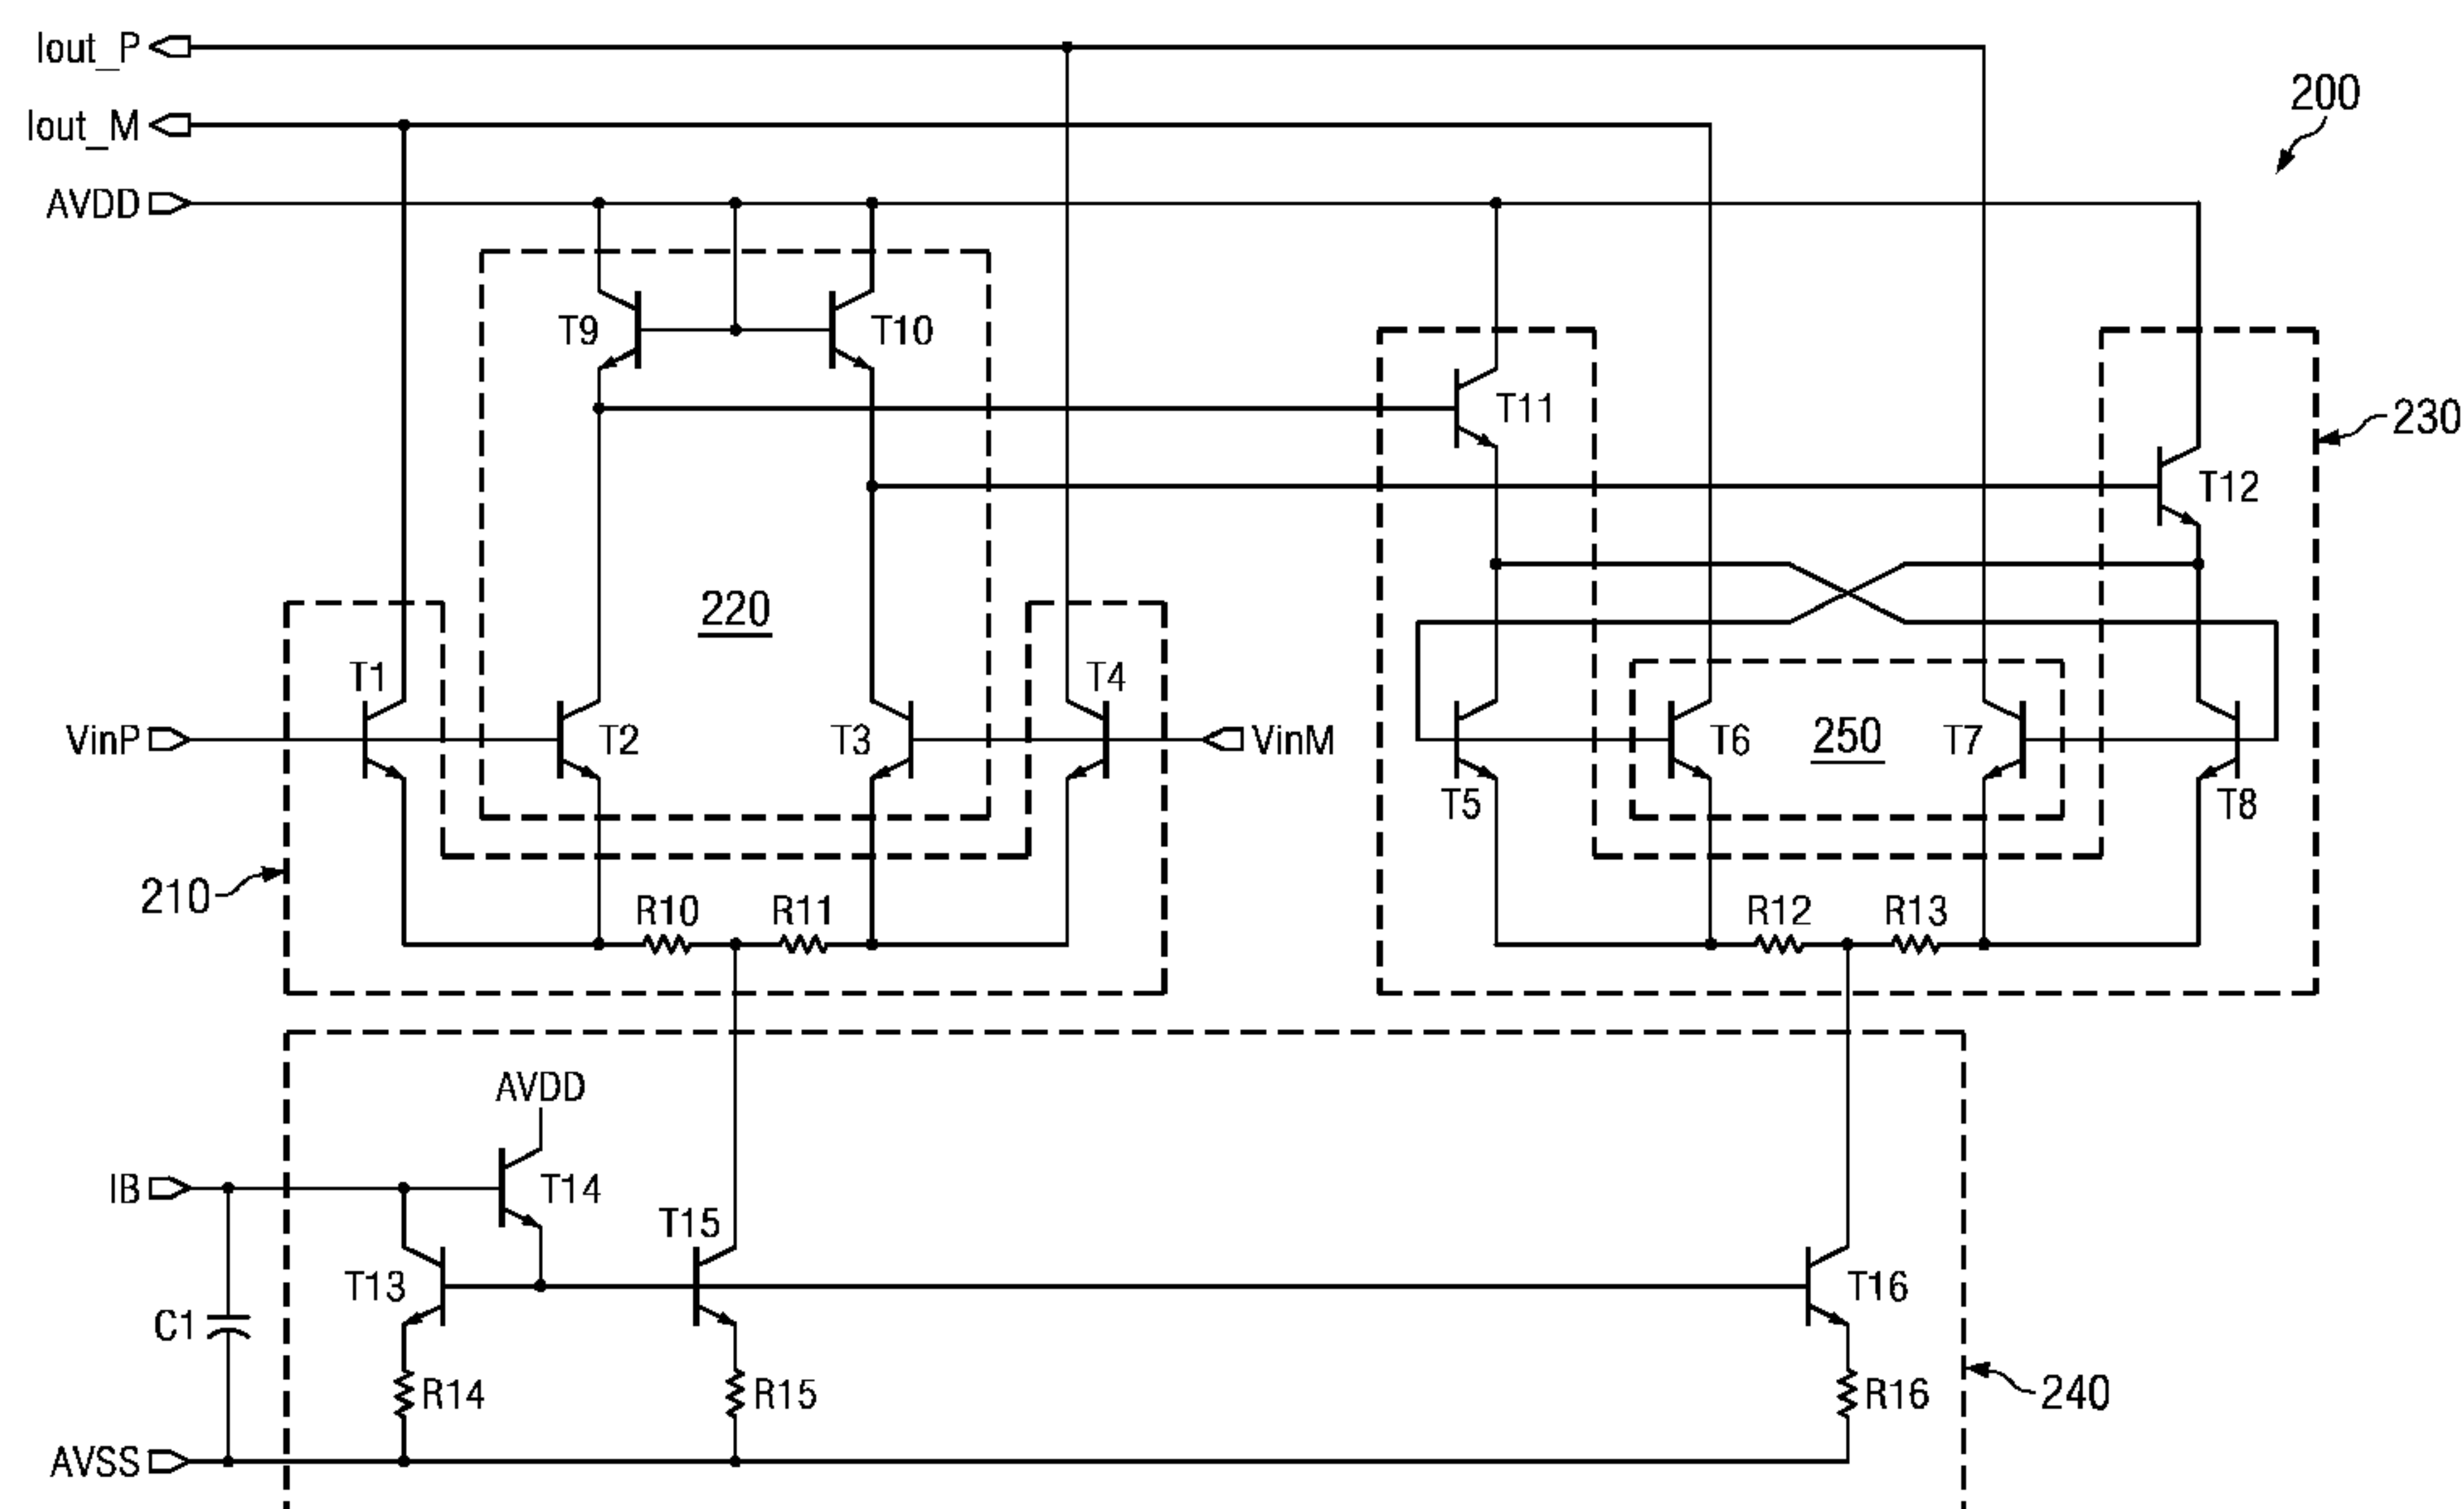 Iout_P
200
Iout_M
AVDD
T9
T10
T11
230
T12
220
T1
T4
VinP
T2
T3
VinM
T6
250
T7
T5
T8
210
R10
R11
R12
R13
AVDD
IB
T14
T15
T13
T16
C1
R14
R15
R16
240
AVSS